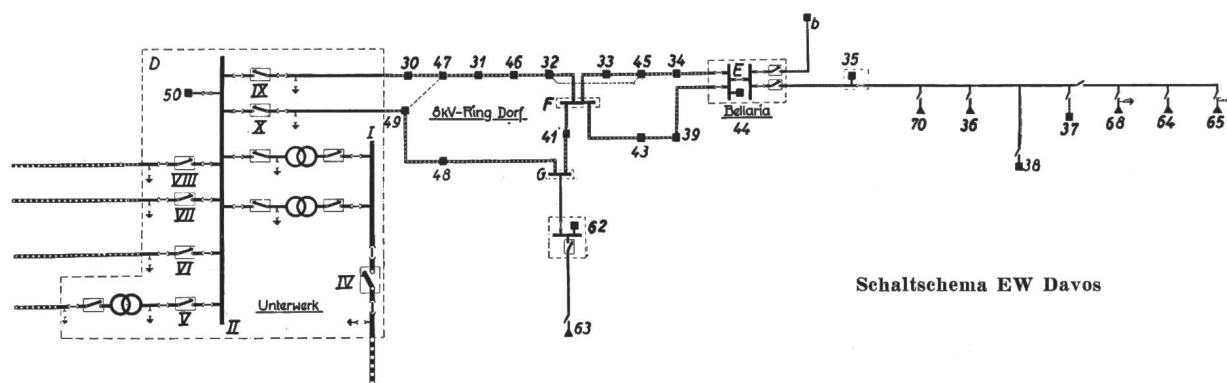 D
50
IX
X
30
47
31
46
32
33
45
34
E
b
35
F
8kV-Ring Dorf
Bellaria
44
49
I
41
43
39
70
36
37
68
64
65
VIII
48
G
38
VII
62
VI
IV
Schaltschema EW Davos
V
II
Unterwerk
63